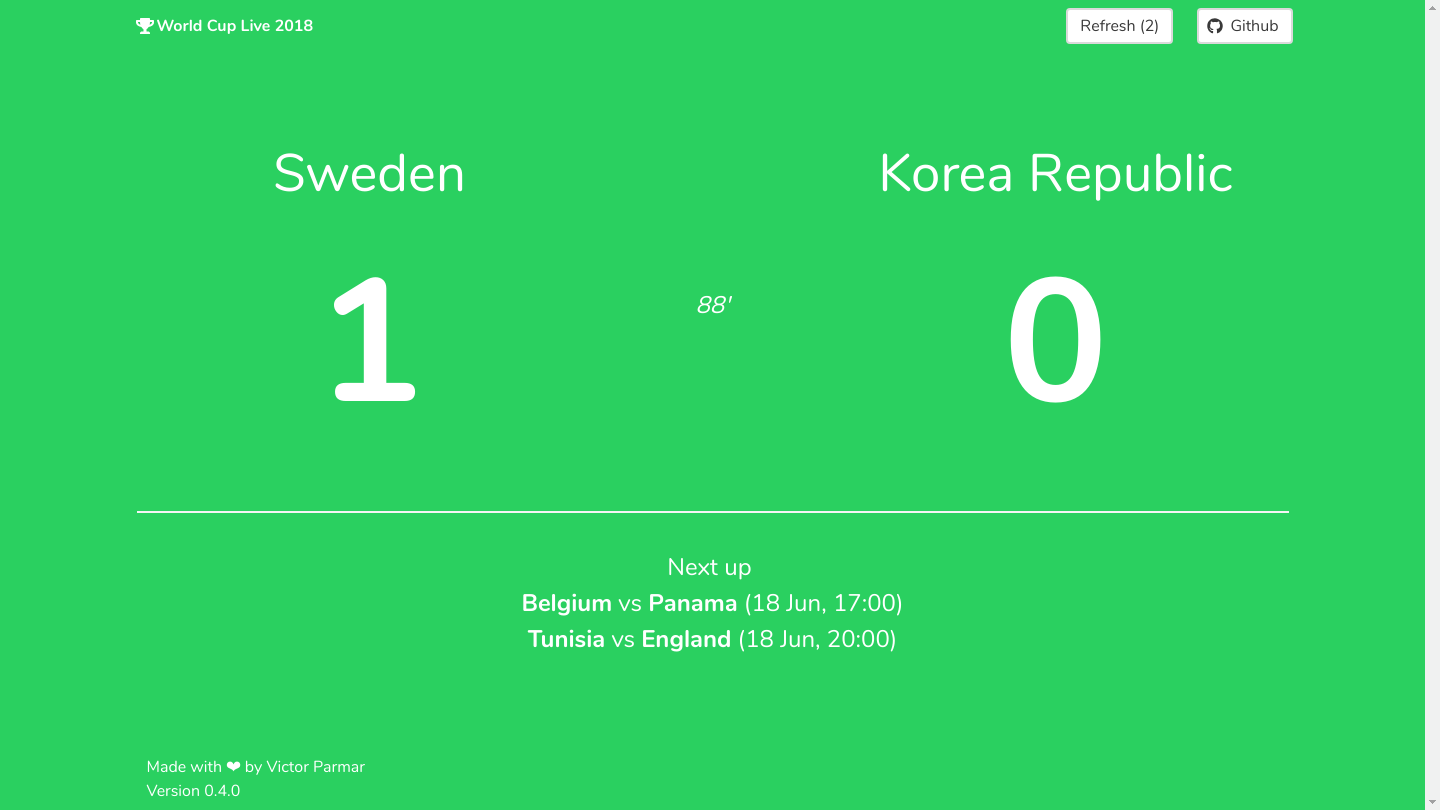 World Cup Live 2018
Refresh (2)
Github
Sweden
Korea Republic
1
88'
0
Next up
Belgium vs Panama (18 Jun, 17:00)
Tunisia vs England (18 Jun, 20:00)
Made with ❤ by Victor Parmar
Version 0.4.0